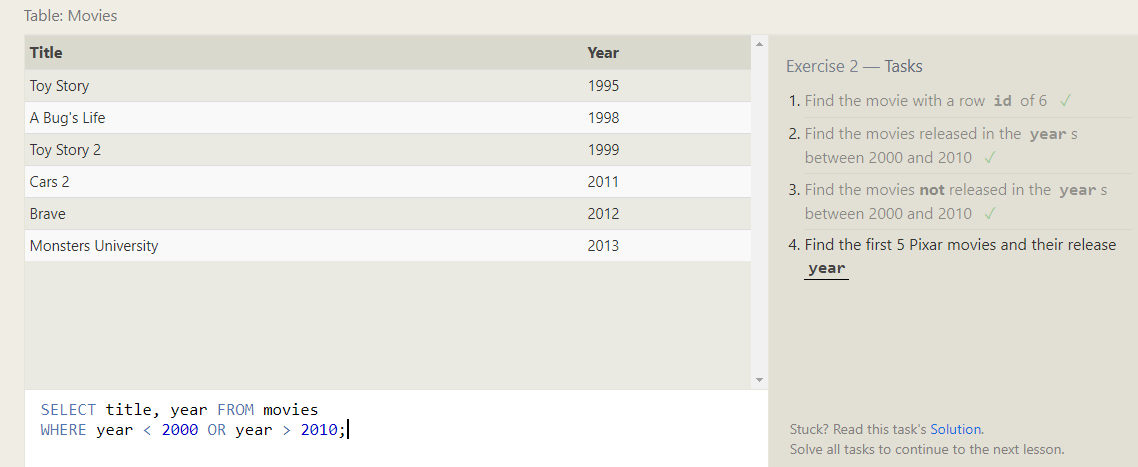 Table: Movies
Title Year
Toy Story 1995
A Bug's Life 1998
Toy Story 2 1999
Cars 2 2011
Brave 2012
Monsters University 2013
SELECT title, year FROM movies
WHERE year < 2000 OR year > 2010;
Exercise 2 — Tasks
1. Find the movie with a row id of 6 ✓
2. Find the movies released in the year s
between 2000 and 2010 ✓
3. Find the movies not released in the year s
between 2000 and 2010 ✓
4. Find the first 5 Pixar movies and their release
year
Stuck? Read this task's Solution.
Solve all tasks to continue to the next lesson.